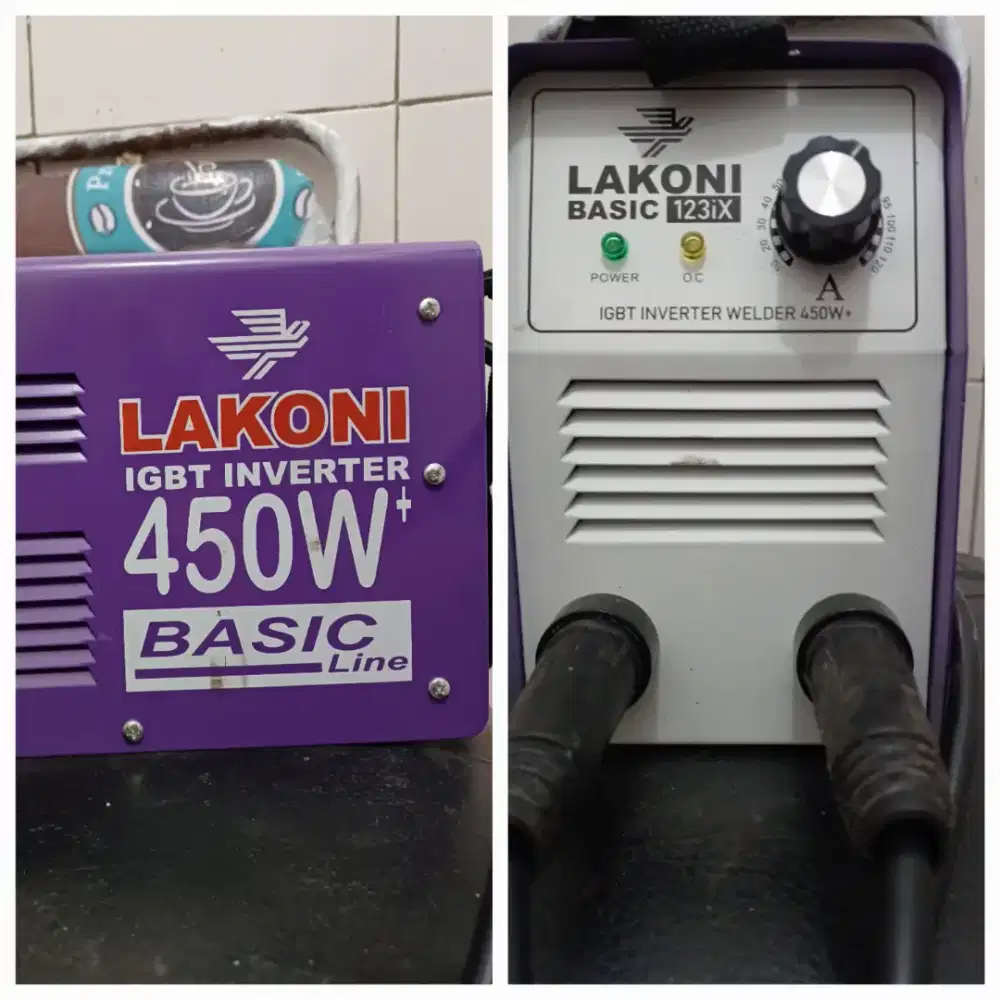 LAKONI
IGBT INVERTER
450W+
BASIC
Line
LAKONI
BASIC 123iX
POWER
O.C
20 30 40
95 100 110 120
A
IGBT INVERTER WELDER 450W+